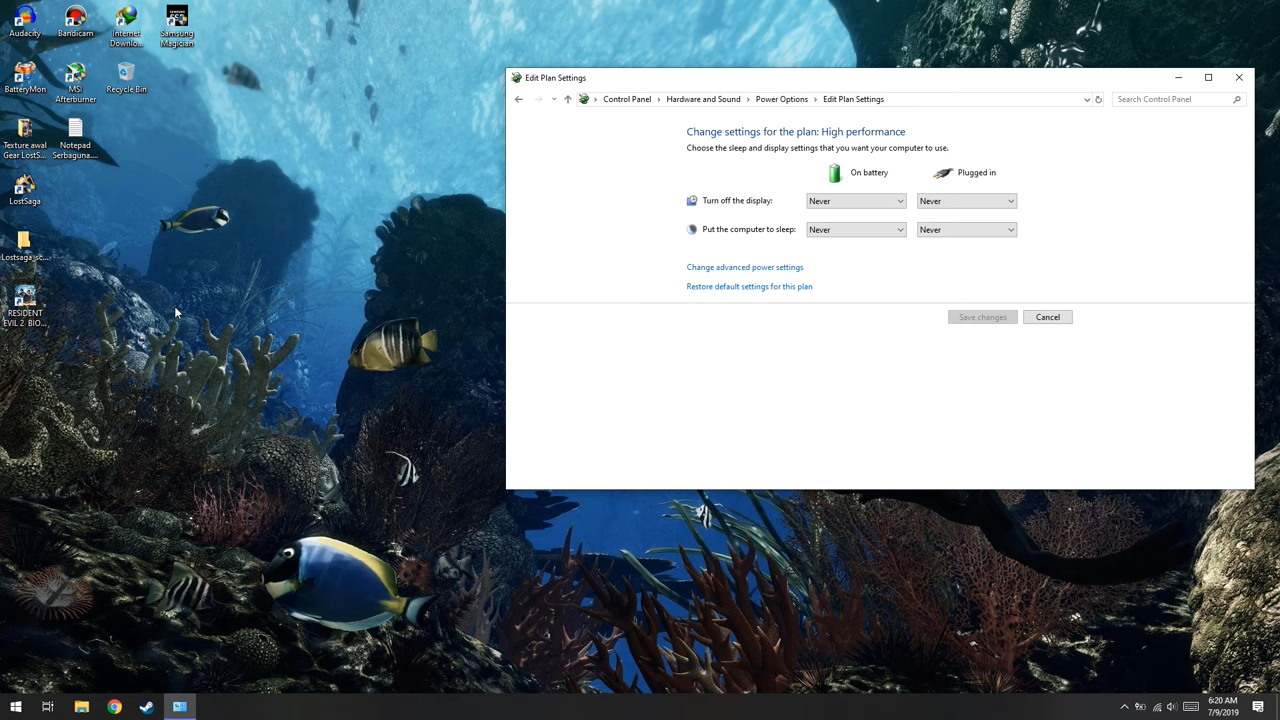 Audacity
Bandicam
Internet
Downlo...
Samsung
Magician
BatteryMon
MSI
Afterburner
Recycle Bin
Texture awal
Gear LostS...
Notepad
Serbaguna....
LostSaga
Lostsaga_sc...
RESIDENT
EVIL 2 BIO...
Edit Plan Settings
Control Panel > Hardware and Sound > Power Options > Edit Plan Settings
Search Control Panel
Change settings for the plan: High performance
Choose the sleep and display settings that you want your computer to use.
On battery
Plugged in
Turn off the display:
Never
Never
Put the computer to sleep:
Never
Never
Change advanced power settings
Restore default settings for this plan
Save changes
Cancel
6:20 AM
7/9/2019